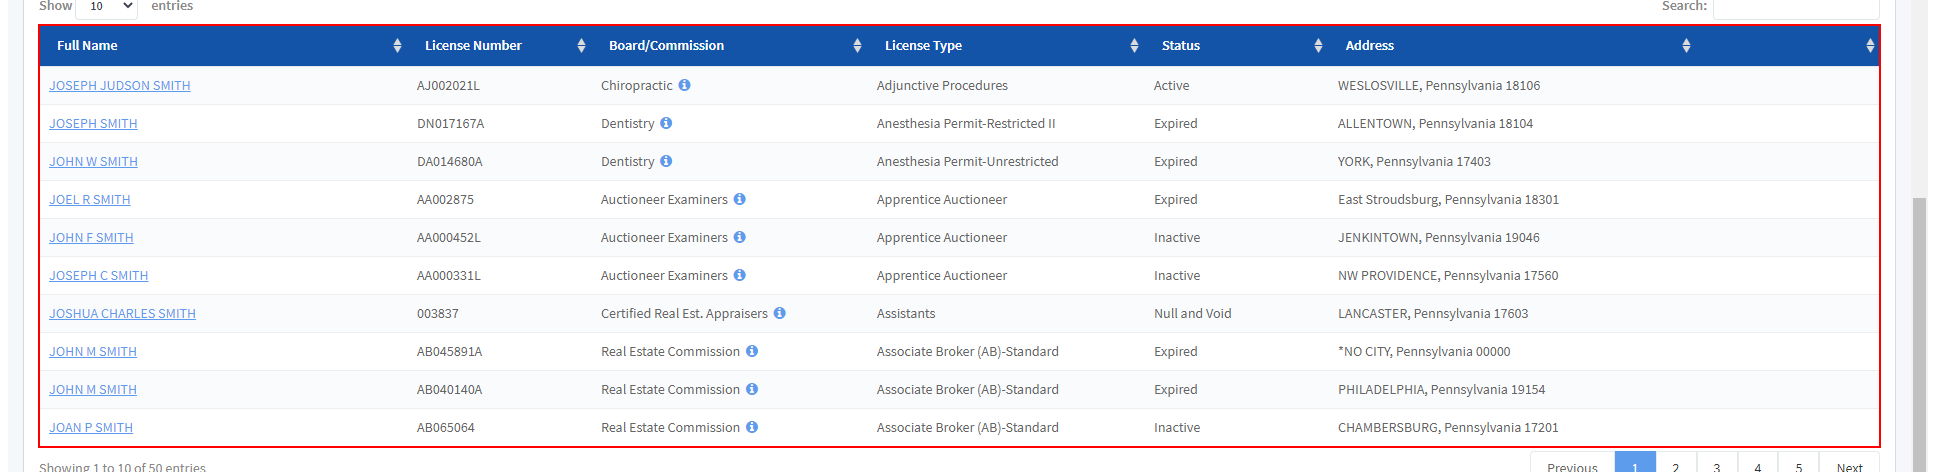 Show 10 entries Search:
Full Name License Number Board/Commission License Type Status Address
JOSEPH JUDSON SMITH AJ002021L Chiropractic Adjunctive Procedures Active WESLOSVILLE, Pennsylvania 18106
JOSEPH SMITH DN017167A Dentistry Anesthesia Permit-Restricted II Expired ALLENTOWN, Pennsylvania 18104
JOHN W SMITH DA014680A Dentistry Anesthesia Permit-Unrestricted Expired YORK, Pennsylvania 17403
JOEL R SMITH AA002875 Auctioneer Examiners Apprentice Auctioneer Expired East Stroudsburg, Pennsylvania 18301
JOHN F SMITH AA000452L Auctioneer Examiners Apprentice Auctioneer Inactive JENKINTOWN, Pennsylvania 19046
JOSEPH C SMITH AA000331L Auctioneer Examiners Apprentice Auctioneer Inactive NW PROVIDENCE, Pennsylvania 17560
JOSHUA CHARLES SMITH 003837 Certified Real Est. Appraisers Assistants Null and Void LANCASTER, Pennsylvania 17603
JOHN M SMITH AB045891A Real Estate Commission Associate Broker (AB)-Standard Expired *NO CITY, Pennsylvania 00000
JOHN M SMITH AB040140A Real Estate Commission Associate Broker (AB)-Standard Expired PHILADELPHIA, Pennsylvania 19154
JOAN P SMITH AB065064 Real Estate Commission Associate Broker (AB)-Standard Inactive CHAMBERSBURG, Pennsylvania 17201
Showing 1 to 10 of 50 entries Previous 1 2 3 4 5 Next